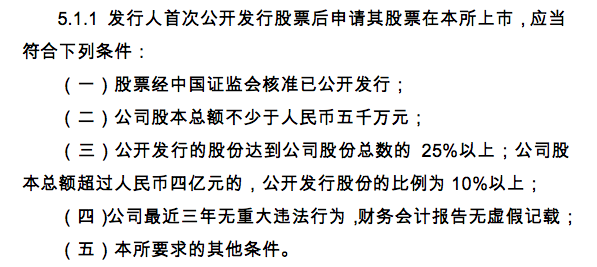 5.1.1 发行人首次公开发行股票后申请其股票在本所上市，应当
符合下列条件：
（一）股票经中国证监会核准已公开发行；
（二）公司股本总额不少于人民币五千万元；
（三）公开发行的股份达到公司股份总数的 25%以上；公司股
本总额超过人民币四亿元的，公开发行股份的比例为 10%以上；
（四）公司最近三年无重大违法行为，财务会计报告无虚假记载；
（五）本所要求的其他条件。